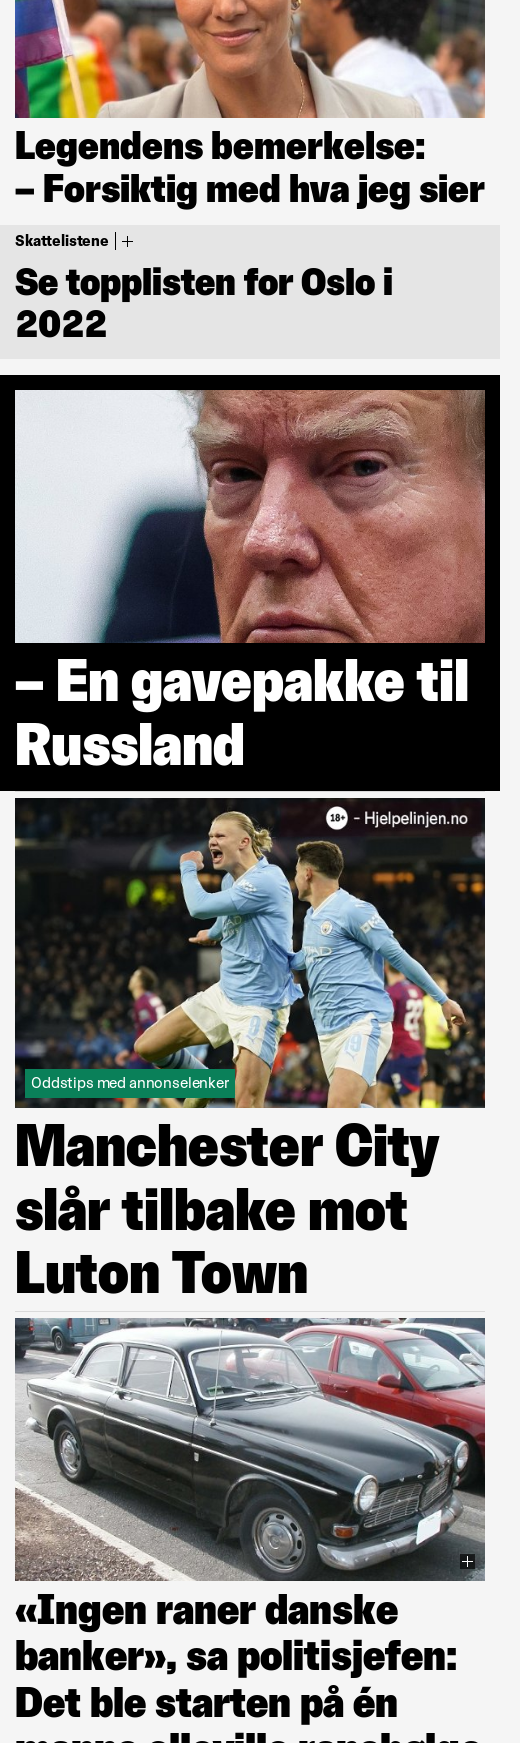 Legendens bemerkelse:
– Forsiktig med hva jeg sier
Skattelistene | +
Se topplisten for Oslo i
2022
– En gavepakke til
Russland
18+ - Hjelpelinjen.no
Oddstips med annonselenker
Manchester City
slår tilbake mot
Luton Town
«Ingen raner danske
banker», sa politisjefen:
Det ble starten på én